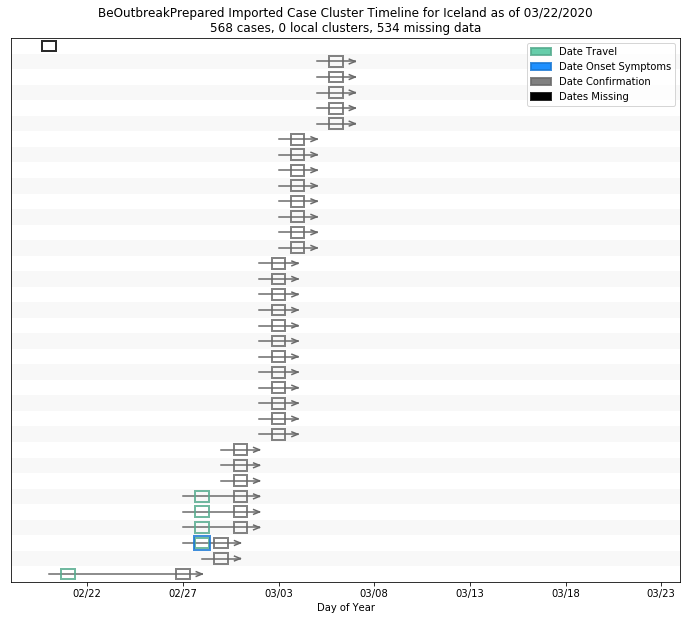 BeOutbreakPrepared Imported Case Cluster Timeline for Iceland as of 03/22/2020
568 cases, 0 local clusters, 534 missing data
Date Travel
Date Onset Symptoms
Date Confirmation
Dates Missing
02/22 02/27 03/03 03/08 03/13 03/18 03/23
Day of Year